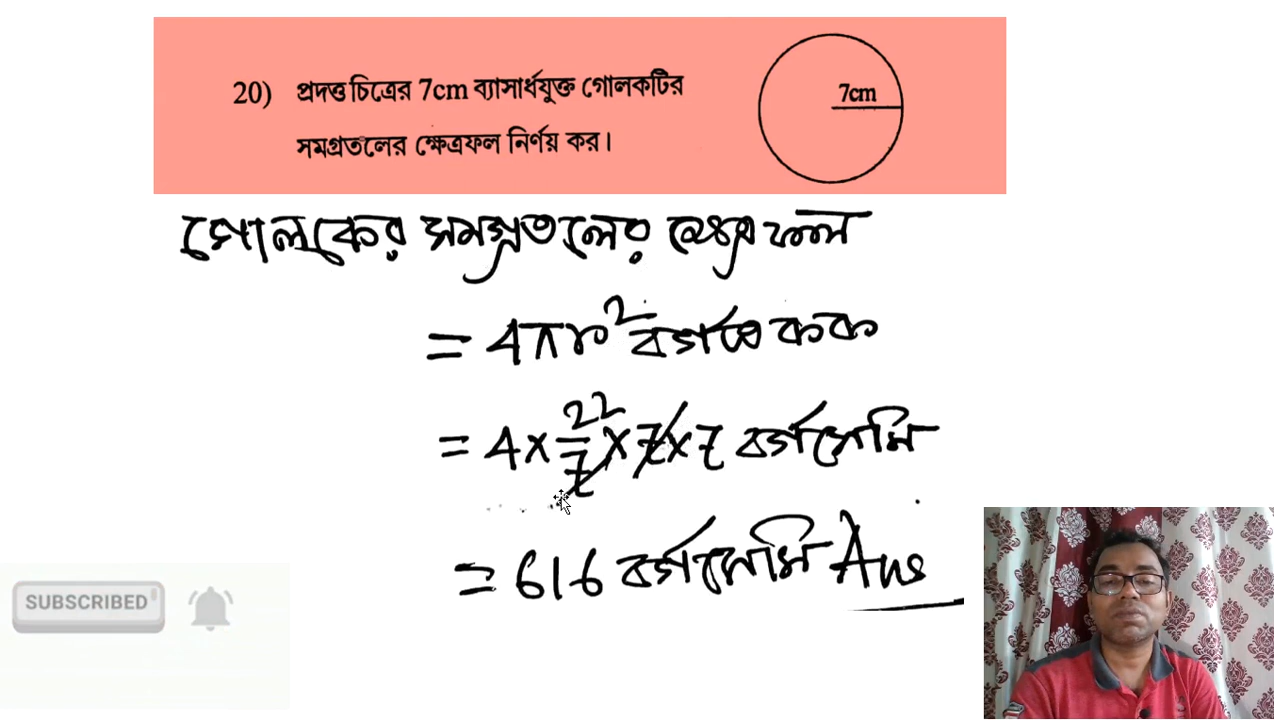 20) প্রদত্ত চিত্রের 7cm ব্যাসার্ধযুক্ত গোলকটির
সমগ্রতলের ক্ষেত্রফল নির্ণয় কর।
7cm
গোলকের সমগ্রতলের ক্ষেত্রফল
= 4πr² বর্গএকক
= 4 × 22/7 × 7 × 7 বর্গসেমি
= 616 বর্গসেমি Ans
SUBSCRIBED